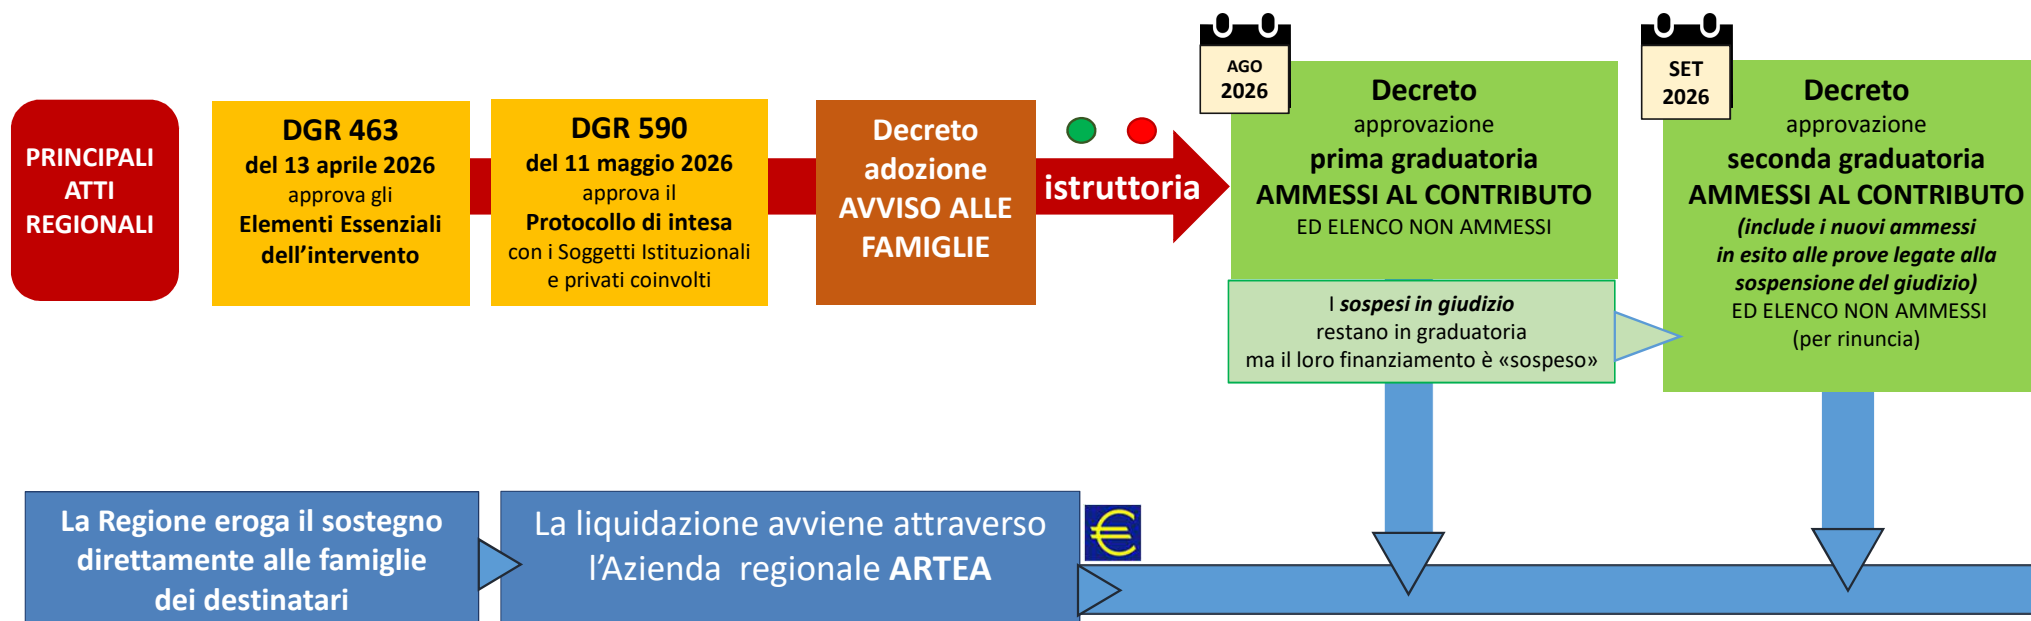 PRINCIPALI
ATTI
REGIONALI
DGR 463
del 13 aprile 2026
approva gli
Elementi Essenziali
dell’intervento
DGR 590
del 11 maggio 2026
approva il
Protocollo di intesa
con i Soggetti Istituzionali
e privati coinvolti
Decreto
adozione
AVVISO ALLE
FAMIGLIE
istruttoria
AGO
2026
Decreto
approvazione
prima graduatoria
AMMESSI AL CONTRIBUTO
ED ELENCO NON AMMESSI
I sospesi in giudizio
restano in graduatoria
ma il loro finanziamento è «sospeso»
SET
2026
Decreto
approvazione
seconda graduatoria
AMMESSI AL CONTRIBUTO
(include i nuovi ammessi
in esito alle prove legate alla
sospensione del giudizio)
ED ELENCO NON AMMESSI
(per rinuncia)
La Regione eroga il sostegno
direttamente alle famiglie
dei destinatari
La liquidazione avviene attraverso
l’Azienda regionale ARTEA
€